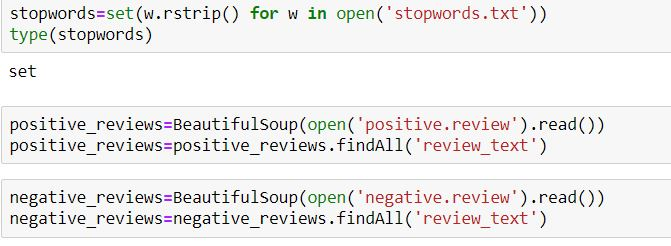 stopwords=set(w.rstrip() for w in open('stopwords.txt'))
type(stopwords)
set
positive_reviews=BeautifulSoup(open('positive.review').read())
positive_reviews=positive_reviews.findAll('review_text')
negative_reviews=BeautifulSoup(open('negative.review').read())
negative_reviews=negative_reviews.findAll('review_text')